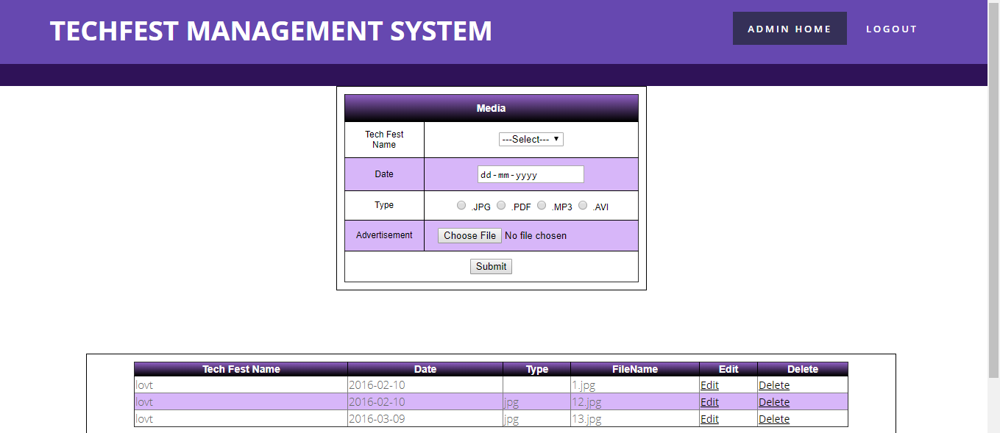 TECHFEST MANAGEMENT SYSTEM
ADMIN HOME
LOGOUT
Media
Tech Fest
Name
---Select---
Date
dd-mm-yyyy
Type
.JPG .PDF .MP3 .AVI
Advertisement
Choose File No file chosen
Submit
Tech Fest Name Date Type FileName Edit Delete
lovt 2016-02-10 1.jpg Edit Delete
lovt 2016-02-10 jpg 12.jpg Edit Delete
lovt 2016-03-09 jpg 13.jpg Edit Delete